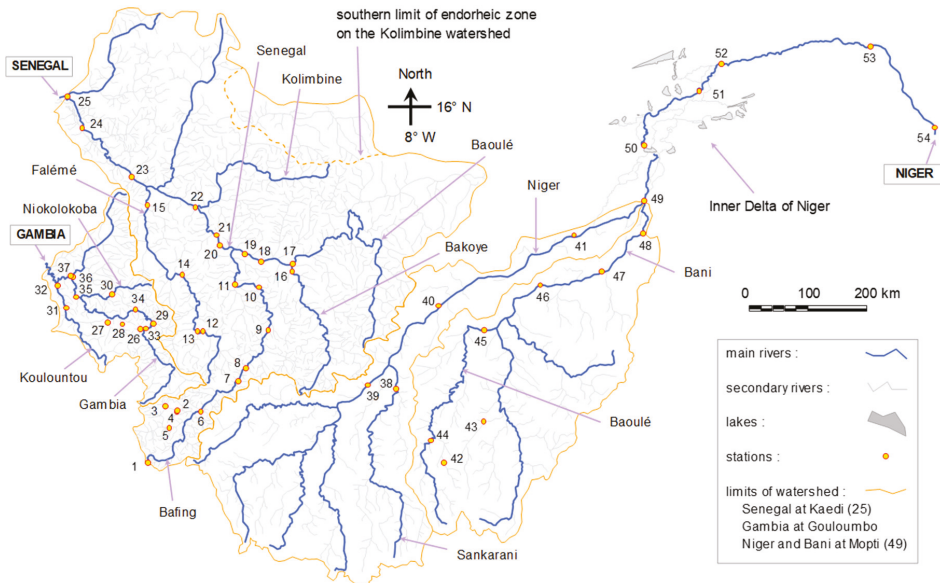 southern limit of endorheic zone
on the Kolimbine watershed
SENEGAL
Senegal
Kolimbine
North
16° N
8° W
Baoulé
Falémé
Niokolokoba
GAMBIA
Niger
NIGER
Inner Delta of Niger
Bakoye
Bani
Koulountou
Gambia
Bafing
Sankarani
Baoulé
1
2
3
4
5
6
7
8
9
10
11
12
13
14
15
16
17
18
19
20
21
22
23
24
25
26
27
28
29
30
31
32
33
34
35
36
37
38
39
40
41
42
43
44
45
46
47
48
49
50
51
52
53
54
0 50 100 200 km
main rivers :
secondary rivers :
lakes :
stations :
limits of watershed :
Senegal at Kaedi (25)
Gambia at Gouloumbo
Niger and Bani at Mopti (49)